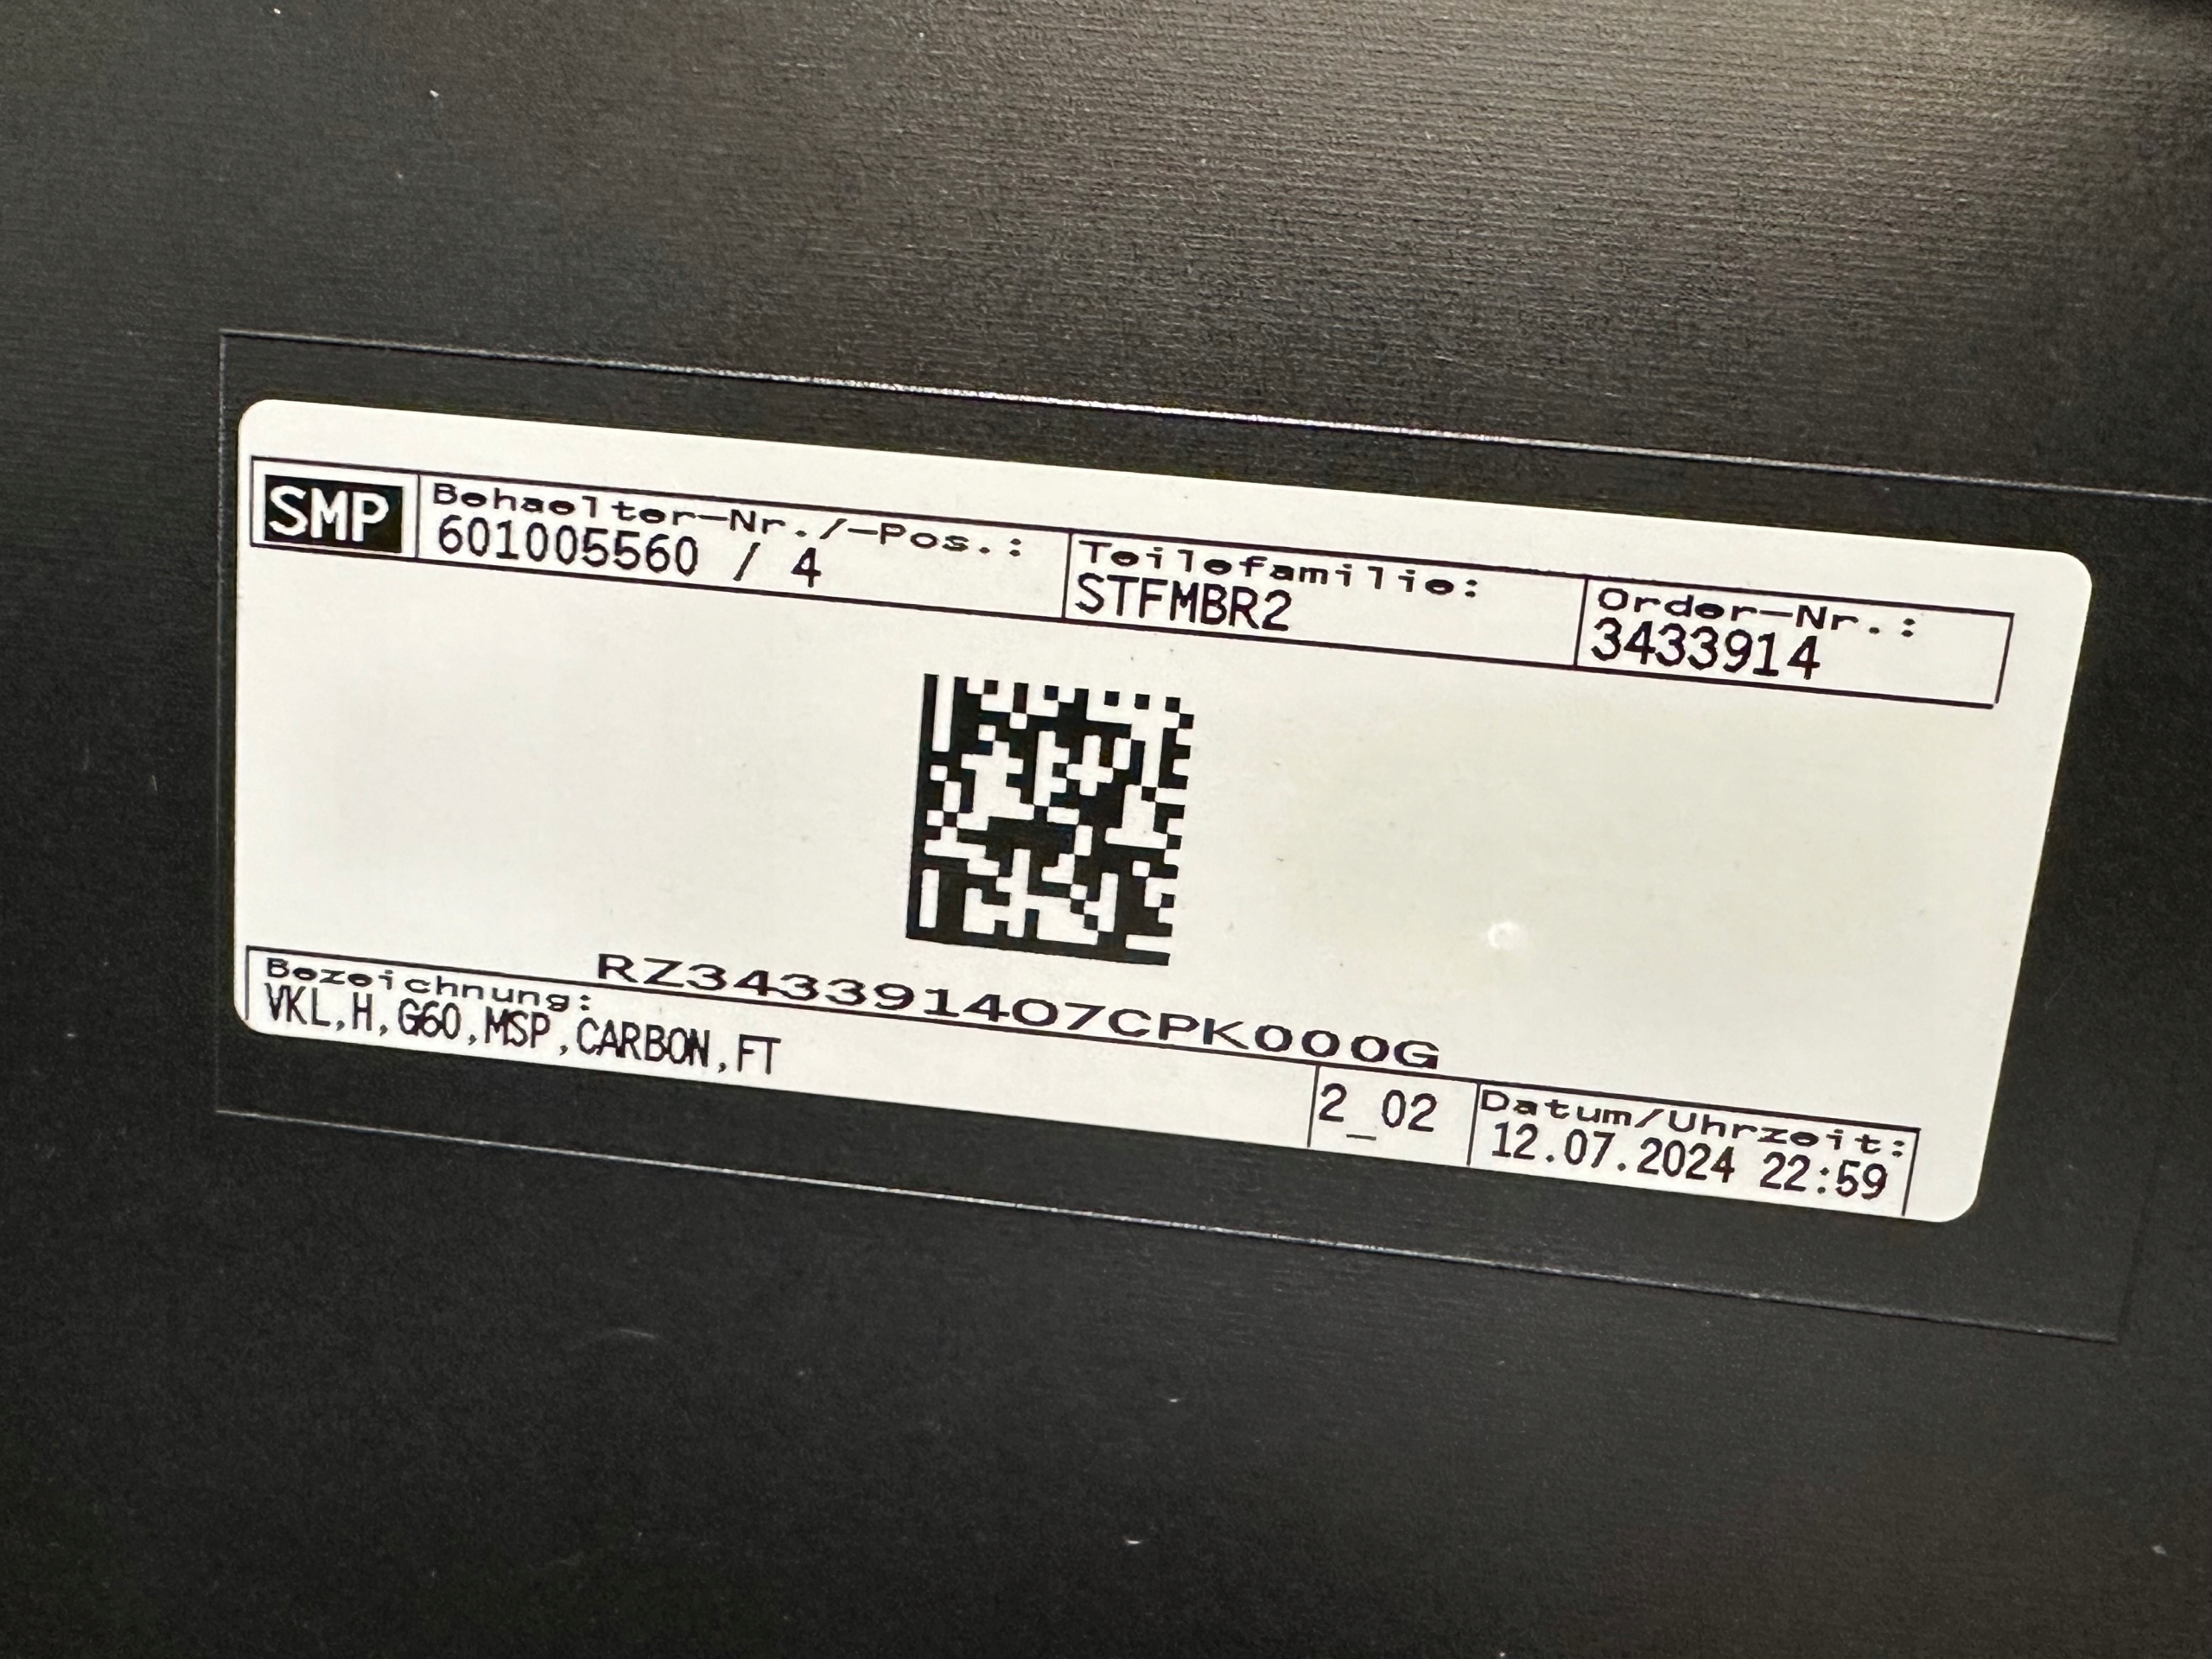 SMP
Behaelter-Nr./-Pos.:
601005560 / 4
Teilefamilie:
STFMBR2
Order-Nr.:
3433914
RZ343391407CPK000G
Bezeichnung:
VKL,H,G60,MSP,CARBON,FT
2_02
Datum/Uhrzeit:
12.07.2024 22:59